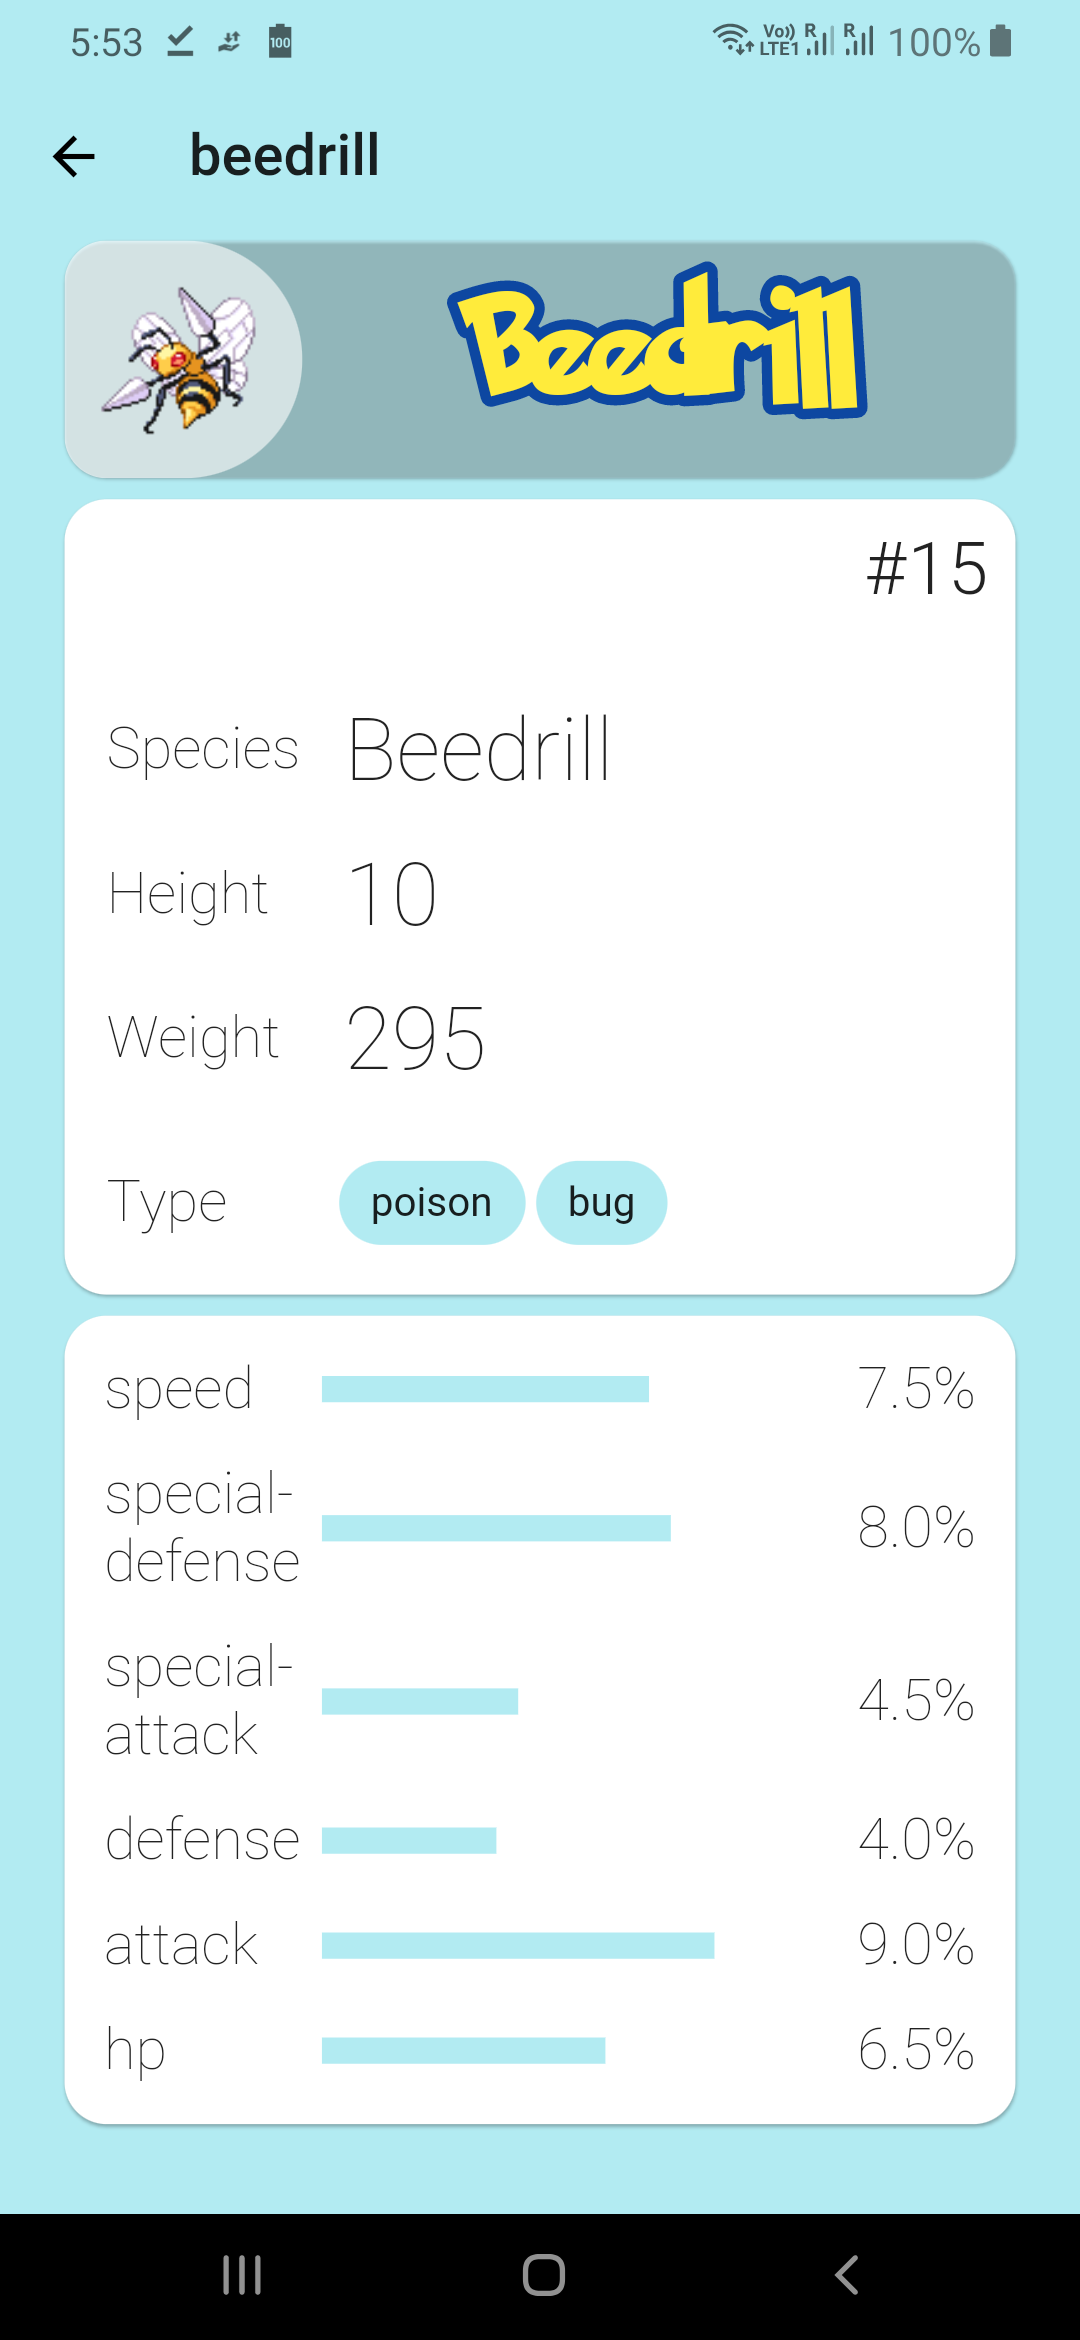 5:53 100 Vo)) LTE1 R R 100%
beedrill
Beedrill
#15
Species Beedrill
Height 10
Weight 295
Type poison bug
speed 7.5%
special-
defense 8.0%
special-
attack 4.5%
defense 4.0%
attack 9.0%
hp 6.5%